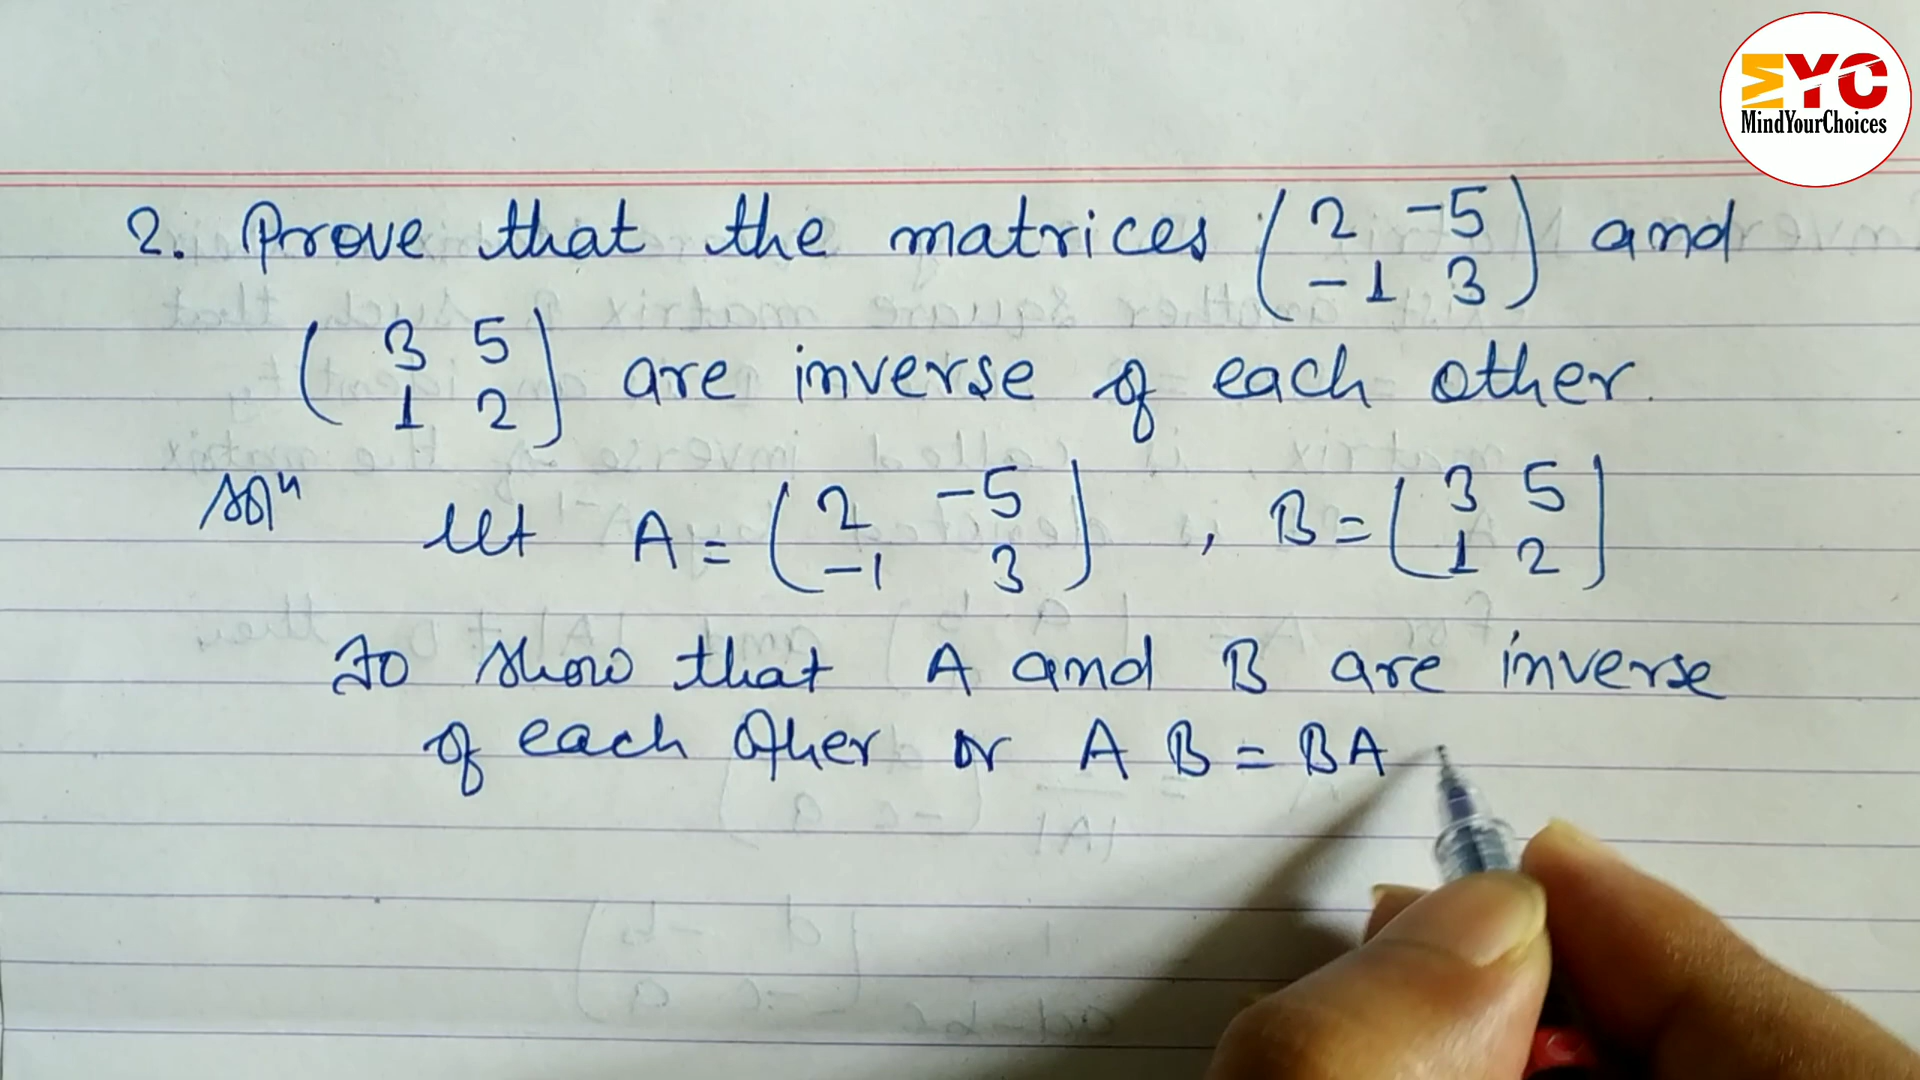 MYC
MindYourChoices
2. Prove that the matrices (2 -5
-1 3) and
(3 5
1 2) are inverse of each other.
Solⁿ Let A = (2 -5
-1 3) , B = (3 5
1 2)
To show that A and B are inverse
of each other or A B = BA